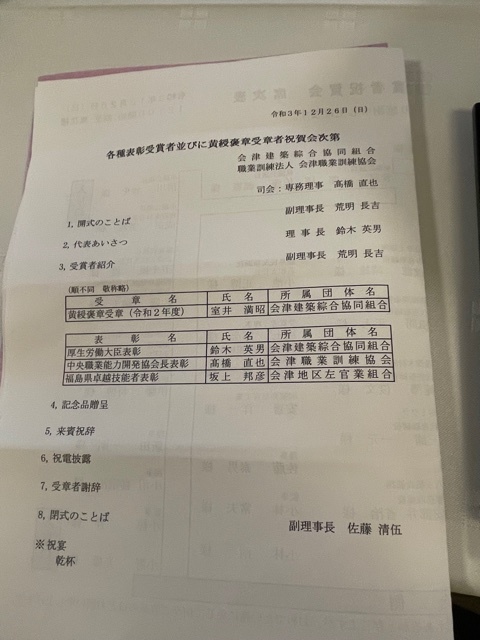 令和3年12月26日（日）
各種表彰受賞者並びに黄綬褒章受章者祝賀会次第
会津建築綜合協同組合
職業訓練法人 会津職業訓練協会
司会：専務理事 高橋 直也
1, 開式のことば 副理事長 荒明 長吉
2, 代表あいさつ 理事長 鈴木 英男
3, 受賞者紹介 副理事長 荒明 長吉
（順不同 敬称略）
受章名 氏名 所属団体名
黄綬褒章受章（令和2年度） 室井 満昭 会津建築綜合協同組合
表彰名 氏名 所属団体名
厚生労働大臣表彰 鈴木 英男 会津建築綜合協同組合
中央職業能力開発協会長表彰 高橋 直也 会津職業訓練協会
福島県卓越技能者表彰 坂上 邦彦 会津地区左官業組合
4, 記念品贈呈
5, 来賓祝辞
6, 祝電披露
7, 受章者謝辞
8, 閉式のことば 副理事長 佐藤 清伍
※祝宴
乾杯